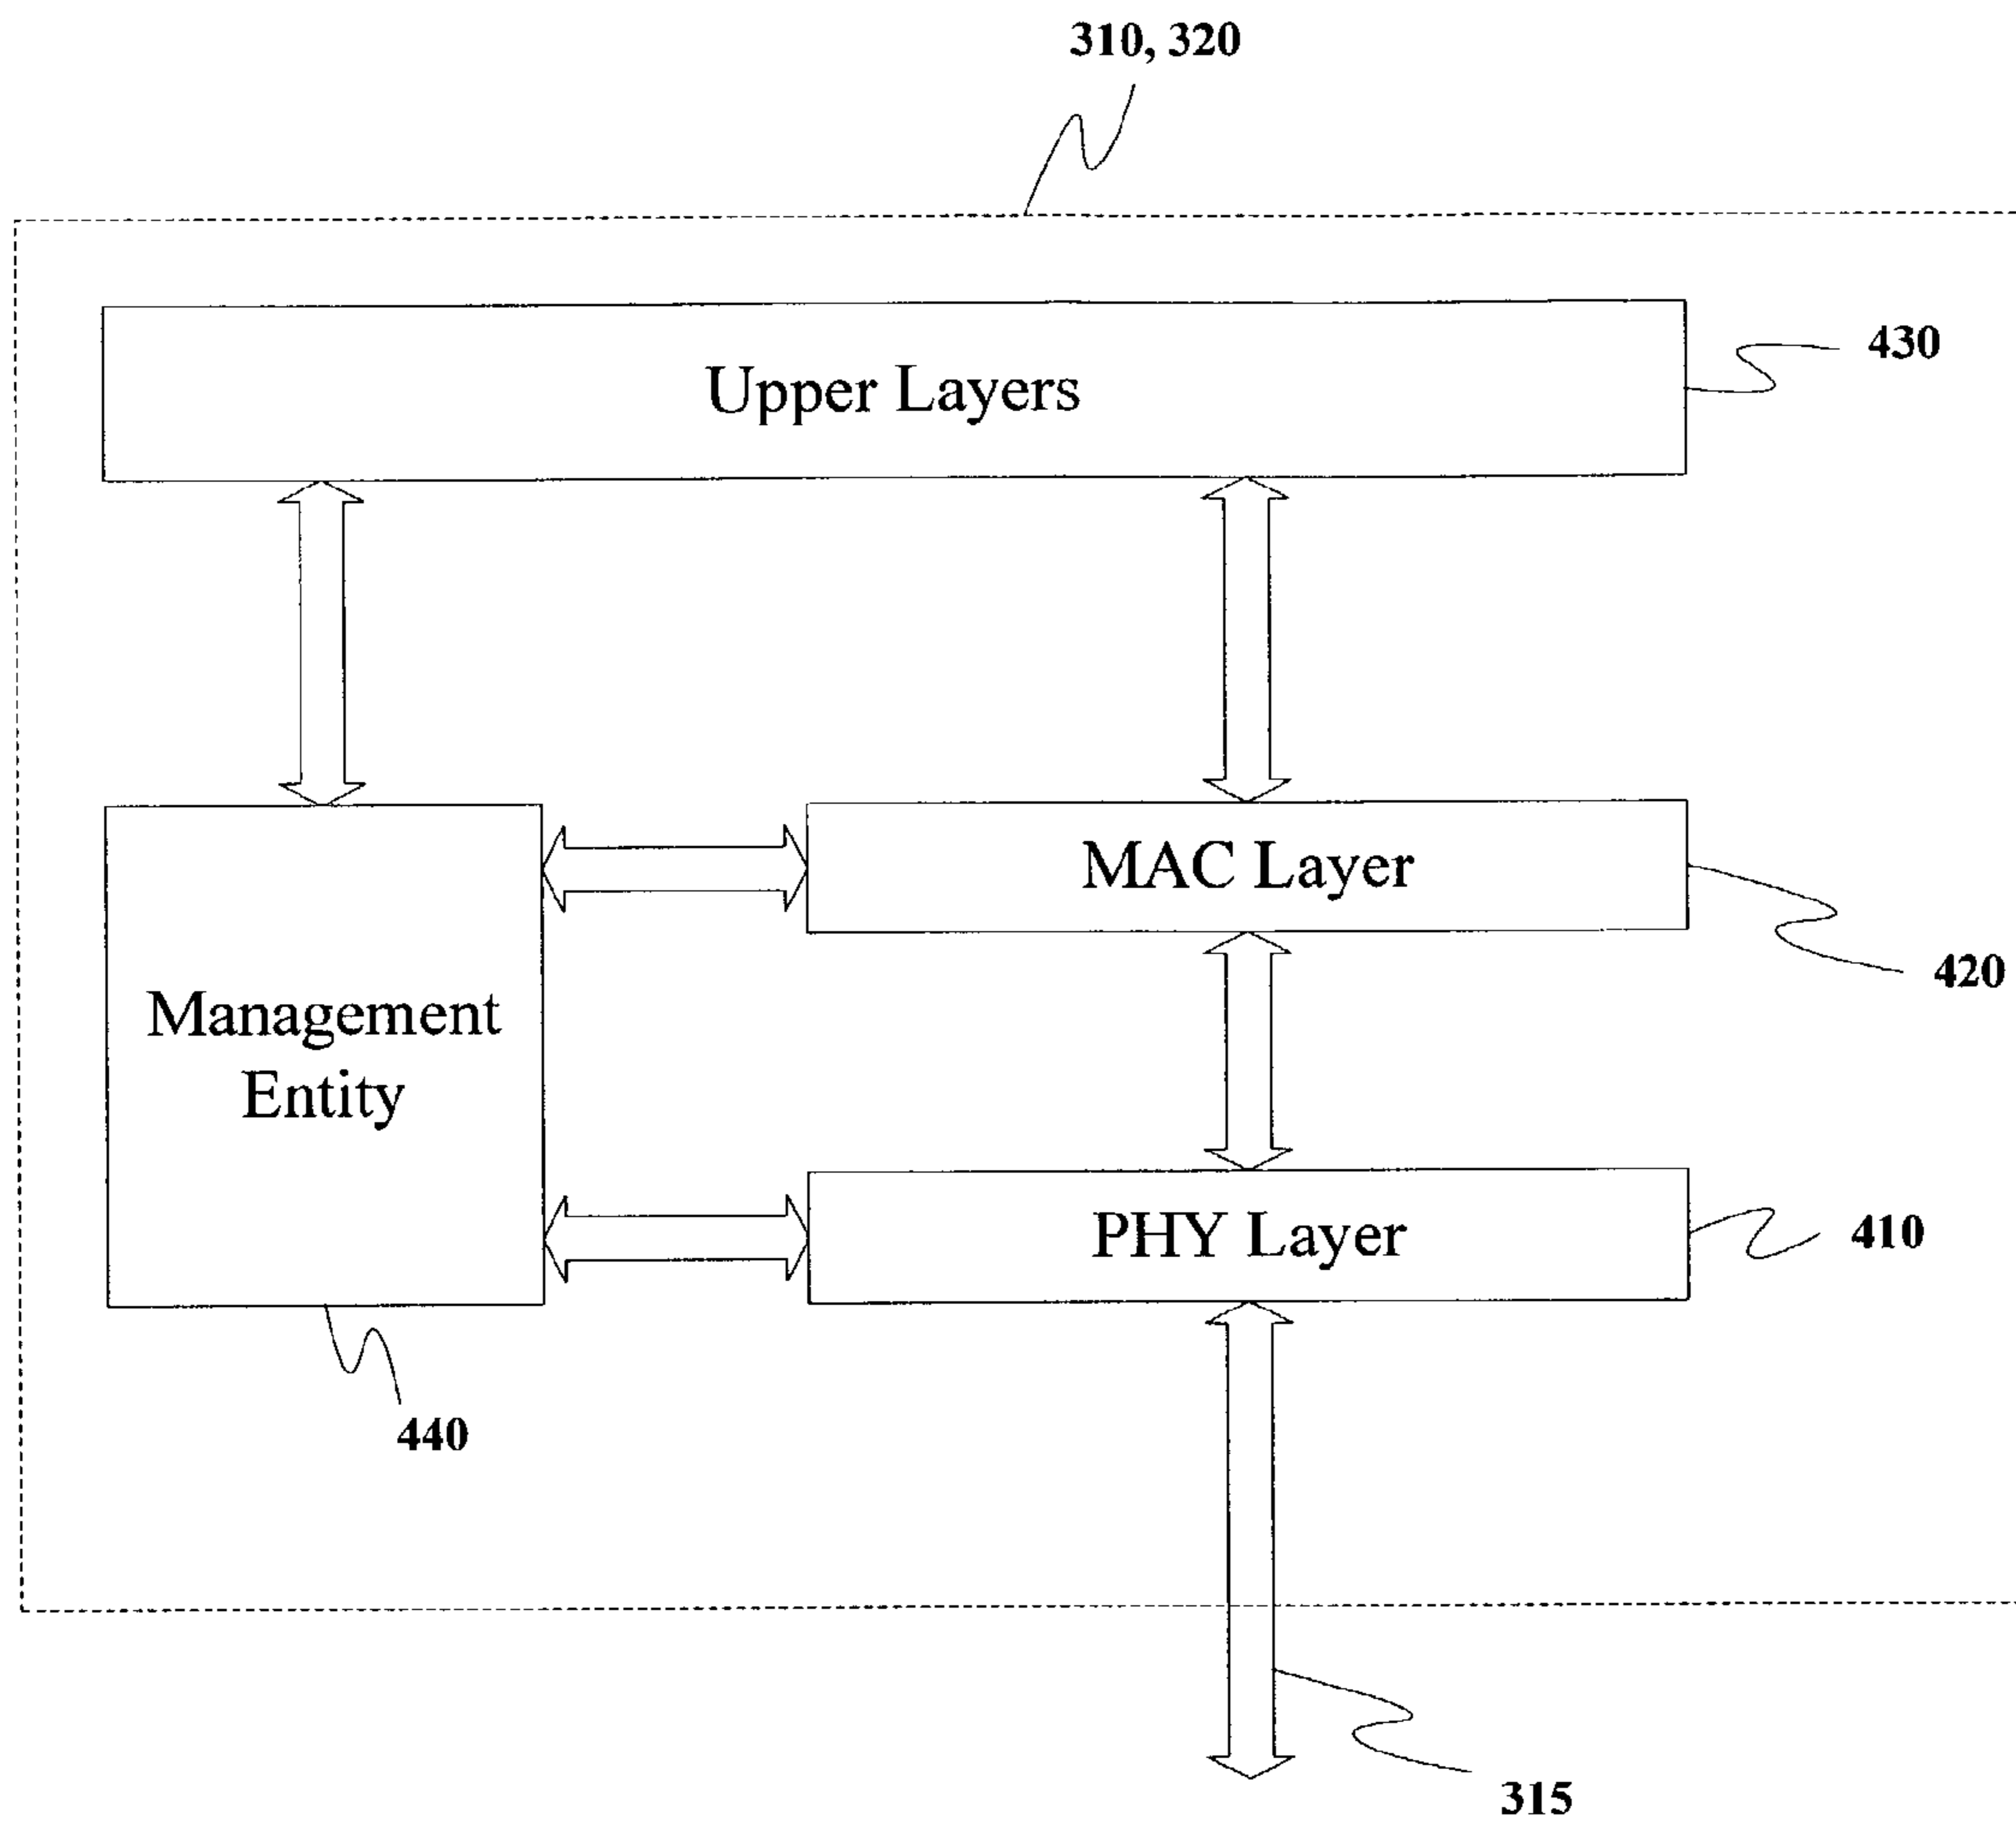 310, 320
Upper Layers
430
MAC Layer
420
Management
Entity
PHY Layer
410
440
315